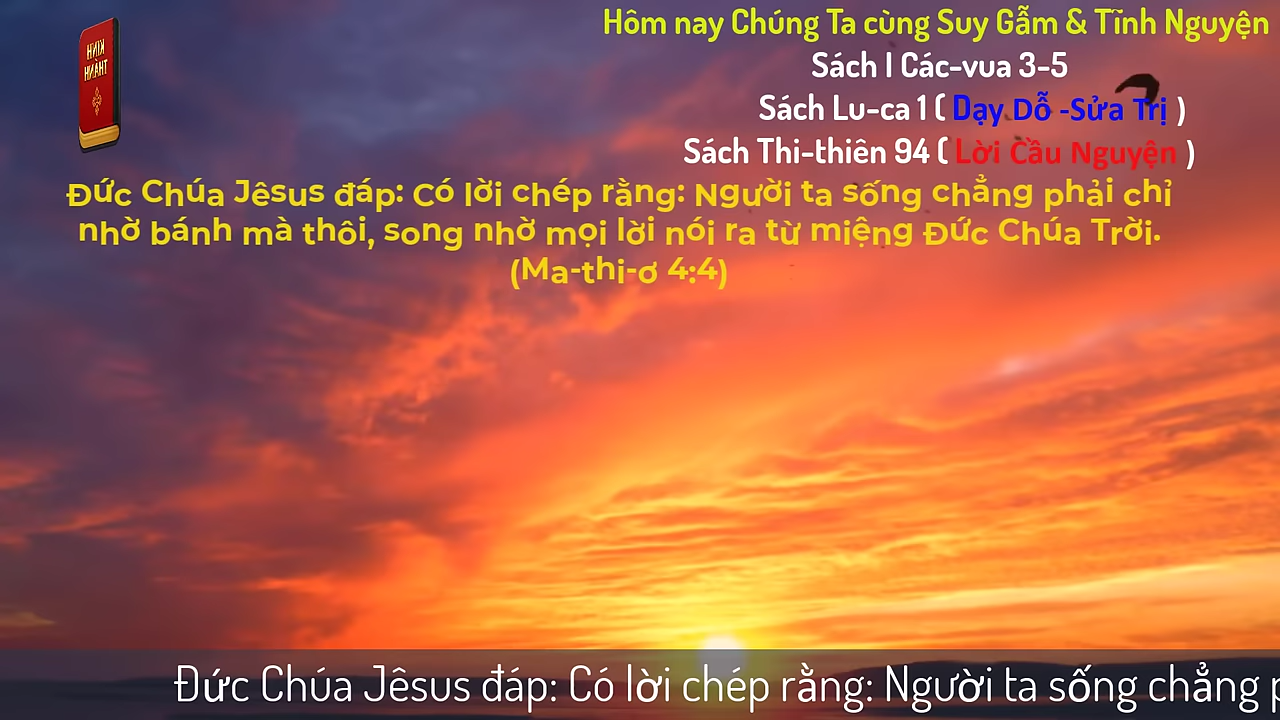 Hôm nay Chúng Ta cùng Suy Gẫm & Tĩnh Nguyện
Sách I Các-vua 3-5
Sách Lu-ca 1 ( Dạy Dỗ -Sửa Trị )
Sách Thi-thiên 94 ( Lời Cầu Nguyện )
KINH
THÁNH
Đức Chúa Jêsus đáp: Có lời chép rằng: Người ta sống chẳng phải chỉ
nhờ bánh mà thôi, song nhờ mọi lời nói ra từ miệng Đức Chúa Trời.
(Ma-thi-ơ 4:4)
Đức Chúa Jêsus đáp: Có lời chép rằng: Người ta sống chẳng p